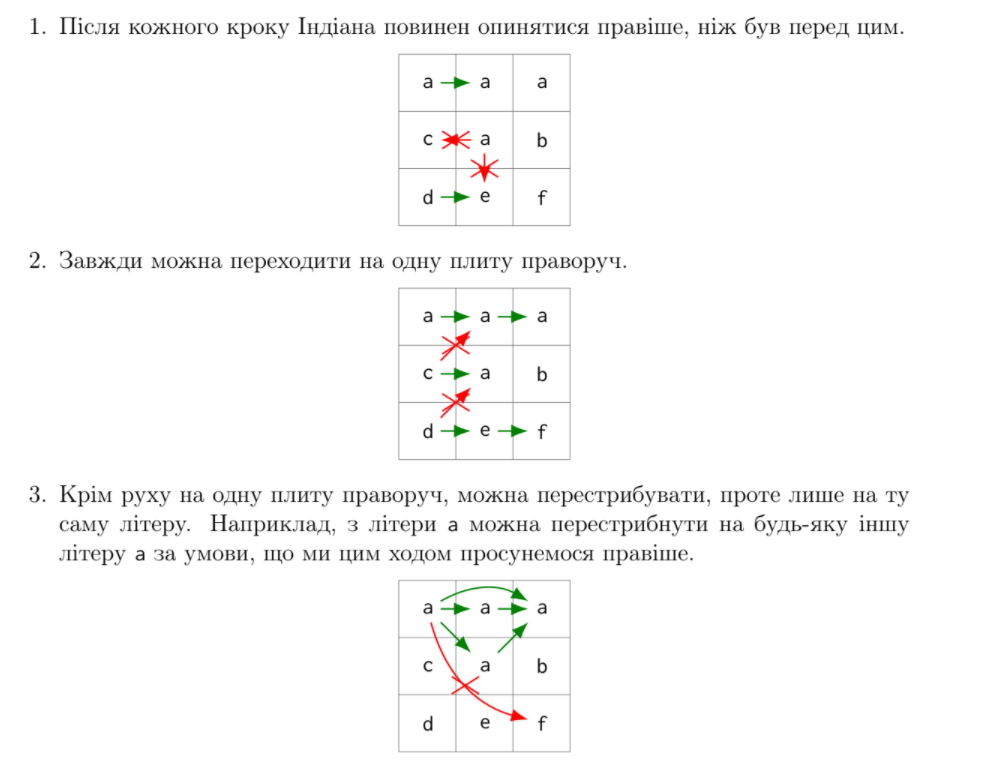 1. Після кожного кроку Індіана повинен опинятися правіше, ніж був перед цим.
a a a
c a b
d e f
2. Завжди можна переходити на одну плиту праворуч.
a a a
c a b
d e f
3. Крім руху на одну плиту праворуч, можна перестрибувати, проте лише на ту
саму літеру. Наприклад, з літери a можна перестрибнути на будь-яку іншу
літеру a за умови, що ми цим ходом просунемося правіше.
a a a
c a b
d e f